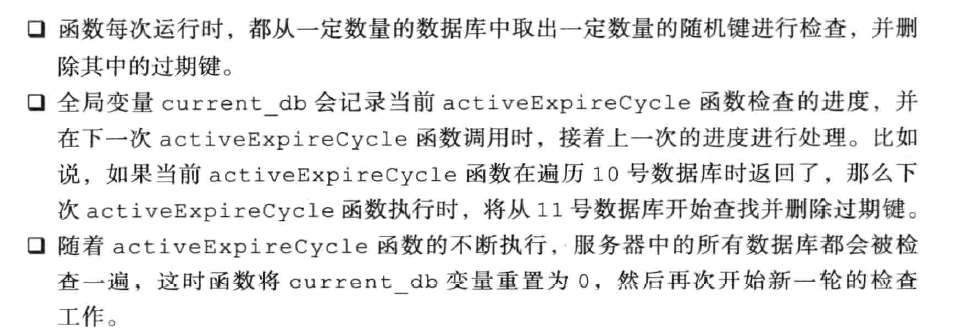 ❑ 函数每次运行时，都从一定数量的数据库中取出一定数量的随机键进行检查，并删
除其中的过期键。
❑ 全局变量 current_db 会记录当前 activeExpireCycle 函数检查的进度，并
在下一次 activeExpireCycle 函数调用时，接着上一次的进度进行处理。比如
说，如果当前 activeExpireCycle 函数在遍历 10 号数据库时返回了，那么下
次 activeExpireCycle 函数执行时，将从 11 号数据库开始查找并删除过期键。
❑ 随着 activeExpireCycle 函数的不断执行，服务器中的所有数据库都会被检
查一遍，这时函数将 current_db 变量重置为 0，然后再次开始新一轮的检查
工作。